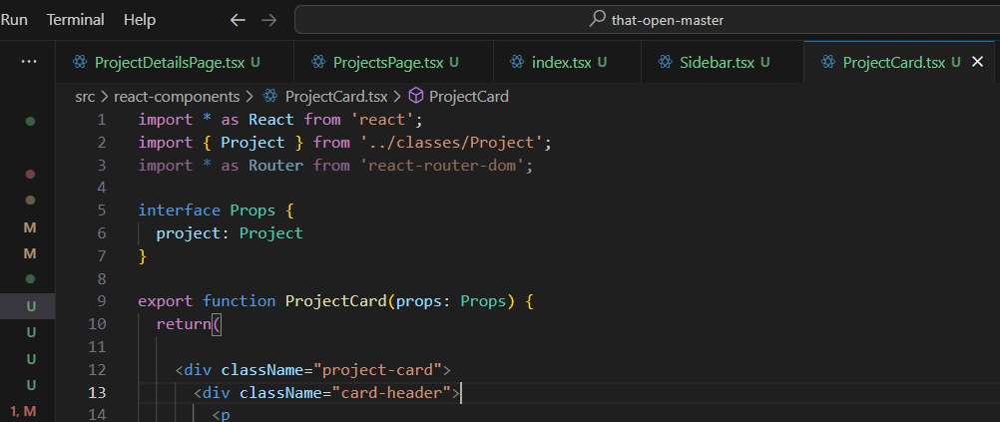 Run Terminal Help that-open-master
ProjectDetailsPage.tsx U ProjectsPage.tsx U index.tsx U Sidebar.tsx U ProjectCard.tsx U
src > react-components > ProjectCard.tsx > ProjectCard
1 import * as React from 'react';
2 import { Project } from '../classes/Project';
3 import * as Router from 'react-router-dom';
4
5 interface Props {
6 project: Project
7 }
8
M
9 export function ProjectCard(props: Props) {
M
10 return(
11
U
12 <div className="project-card">
U
13 <div className="card-header">
U
14 <p
U
1, M